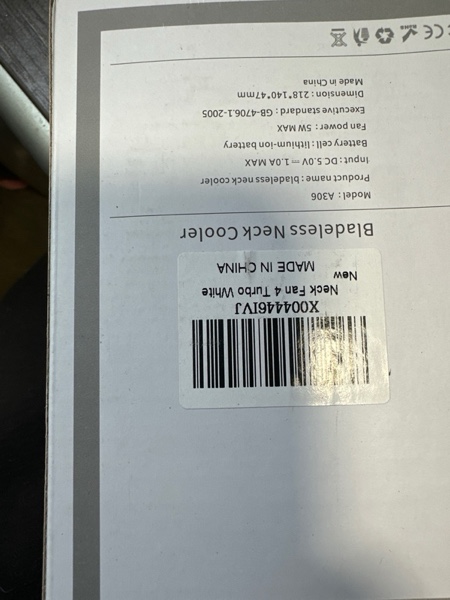 X004446IVJ
Neck Fan 4 Turbo White
New
MADE IN CHINA
Bladeless Neck Cooler
Model: A306
Product name: bladeless neck cooler
Input: DC 5.0V⎓1.0A MAX
Battery cell: lithium-ion battery
Fan power: 5W MAX
Executive standard: GB-4706.1-2005
Dimension: 218*140*47mm
Made in China
CE